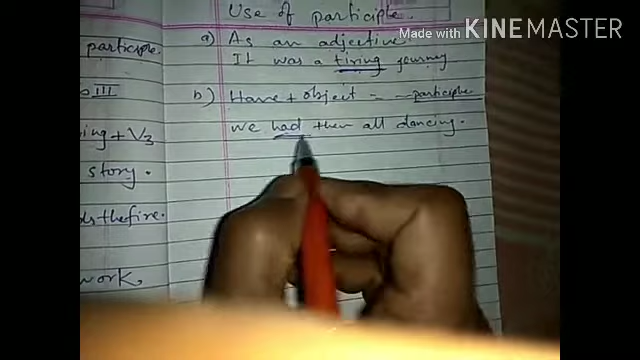 Made with KINEMASTER
Use of participle.
a) As an adjective.
It was a tiring journey
b) Have + object = participle
we had them all dancing.
participle.
III
ing + V3
story.
the fire.
work,